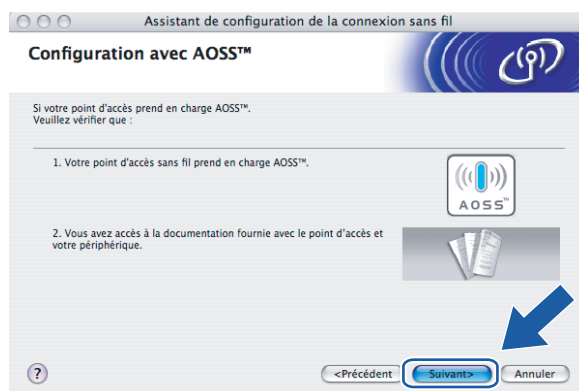 Assistant de configuration de la connexion sans fil
Configuration avec AOSS™
Si votre point d'accès prend en charge AOSS™.
Veuillez vérifier que :
1. Votre point d'accès sans fil prend en charge AOSS™.
AOSS™
2. Vous avez accès à la documentation fournie avec le point d'accès et
votre périphérique.
? <Précédent Suivant> Annuler